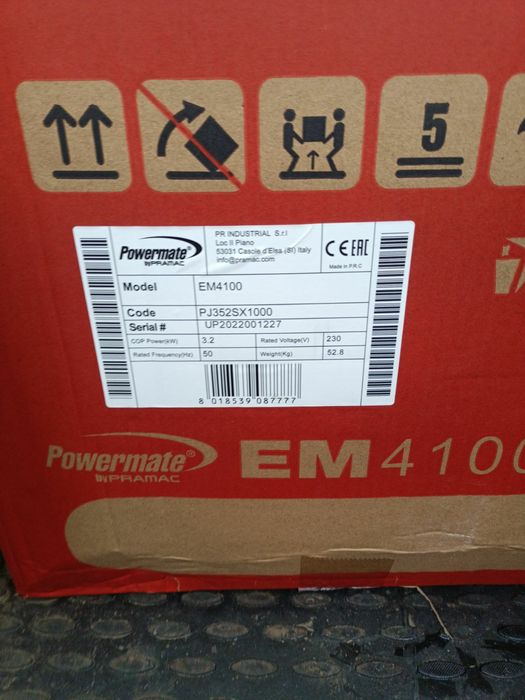 5
Powermate®
BY PRAMAC
PR INDUSTRIAL S.r.l
Loc Il Piano
53031 Casole d'Elsa (SI) Italy
info@pramac.com
CE EAC
Made In P.R.C
Model EM4100
Code PJ352SX1000
Serial # UP2022001227
COP Power(kW) 3.2 Rated Voltage(V) 230
Rated Frequency(Hz) 50 Weight(Kg) 52.8
8 018539 087777
Powermate®
BY PRAMAC
EM4100